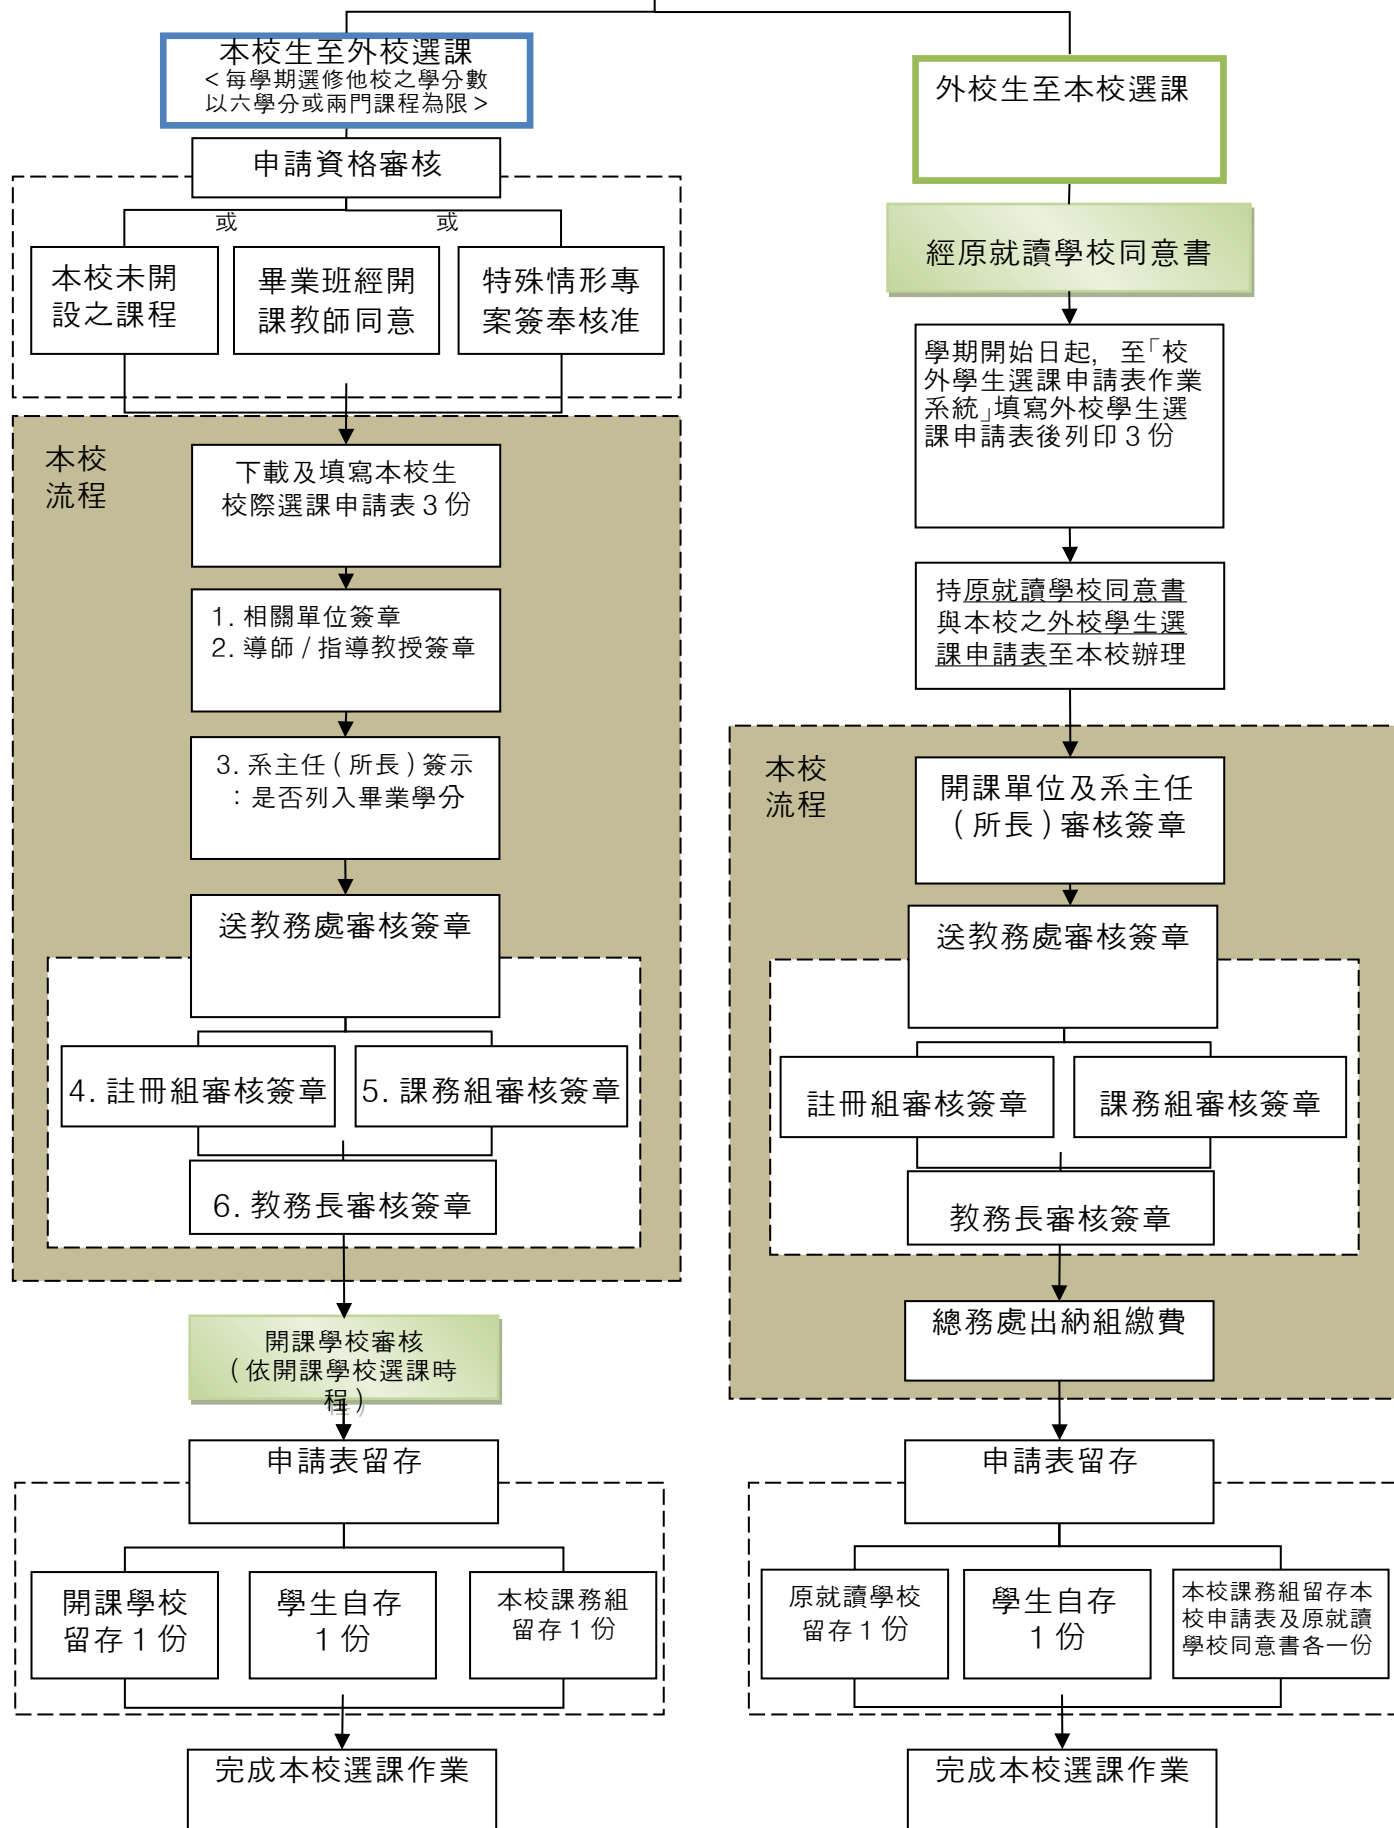 本校生至外校選課
<每學期選修他校之學分數
以六學分或兩門課程為限>
申請資格審核
或
或
本校未開
設之課程
畢業班經開
課教師同意
特殊情形專
案簽奉核准
本校
流程
下載及填寫本校生
校際選課申請表3份
1.相關單位簽章
2.導師/指導教授簽章
3.系主任(所長)簽示
:是否列入畢業學分
送教務處審核簽章
4.註冊組審核簽章
5.課務組審核簽章
6.教務長審核簽章
開課學校審核
(依開課學校選課時
程)
申請表留存
開課學校
留存1份
學生自存
1份
本校課務組
留存1份
完成本校選課作業
外校生至本校選課
經原就讀學校同意書
學期開始日起,至「校
外學生選課申請表作業
系統」填寫外校學生選
課申請表後列印3份
持原就讀學校同意書
與本校之外校學生選
課申請表至本校辦理
本校
流程
開課單位及系主任
(所長)審核簽章
送教務處審核簽章
註冊組審核簽章
課務組審核簽章
教務長審核簽章
總務處出納組繳費
申請表留存
原就讀學校
留存1份
學生自存
1份
本校課務組留存本
校申請表及原就讀
學校同意書各一份
完成本校選課作業